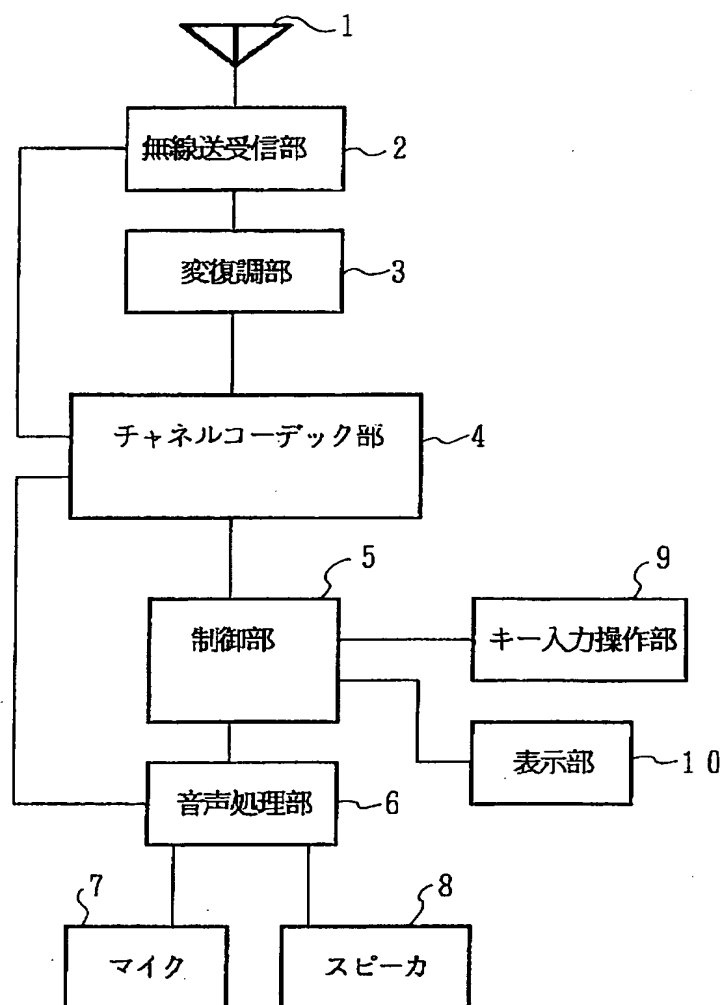 1
無線送受信部 2
変復調部 3
チャネルコーデック部 4
5 9
制御部 キー入力操作部
表示部 10
音声処理部 6
7 8
マイク スピーカ